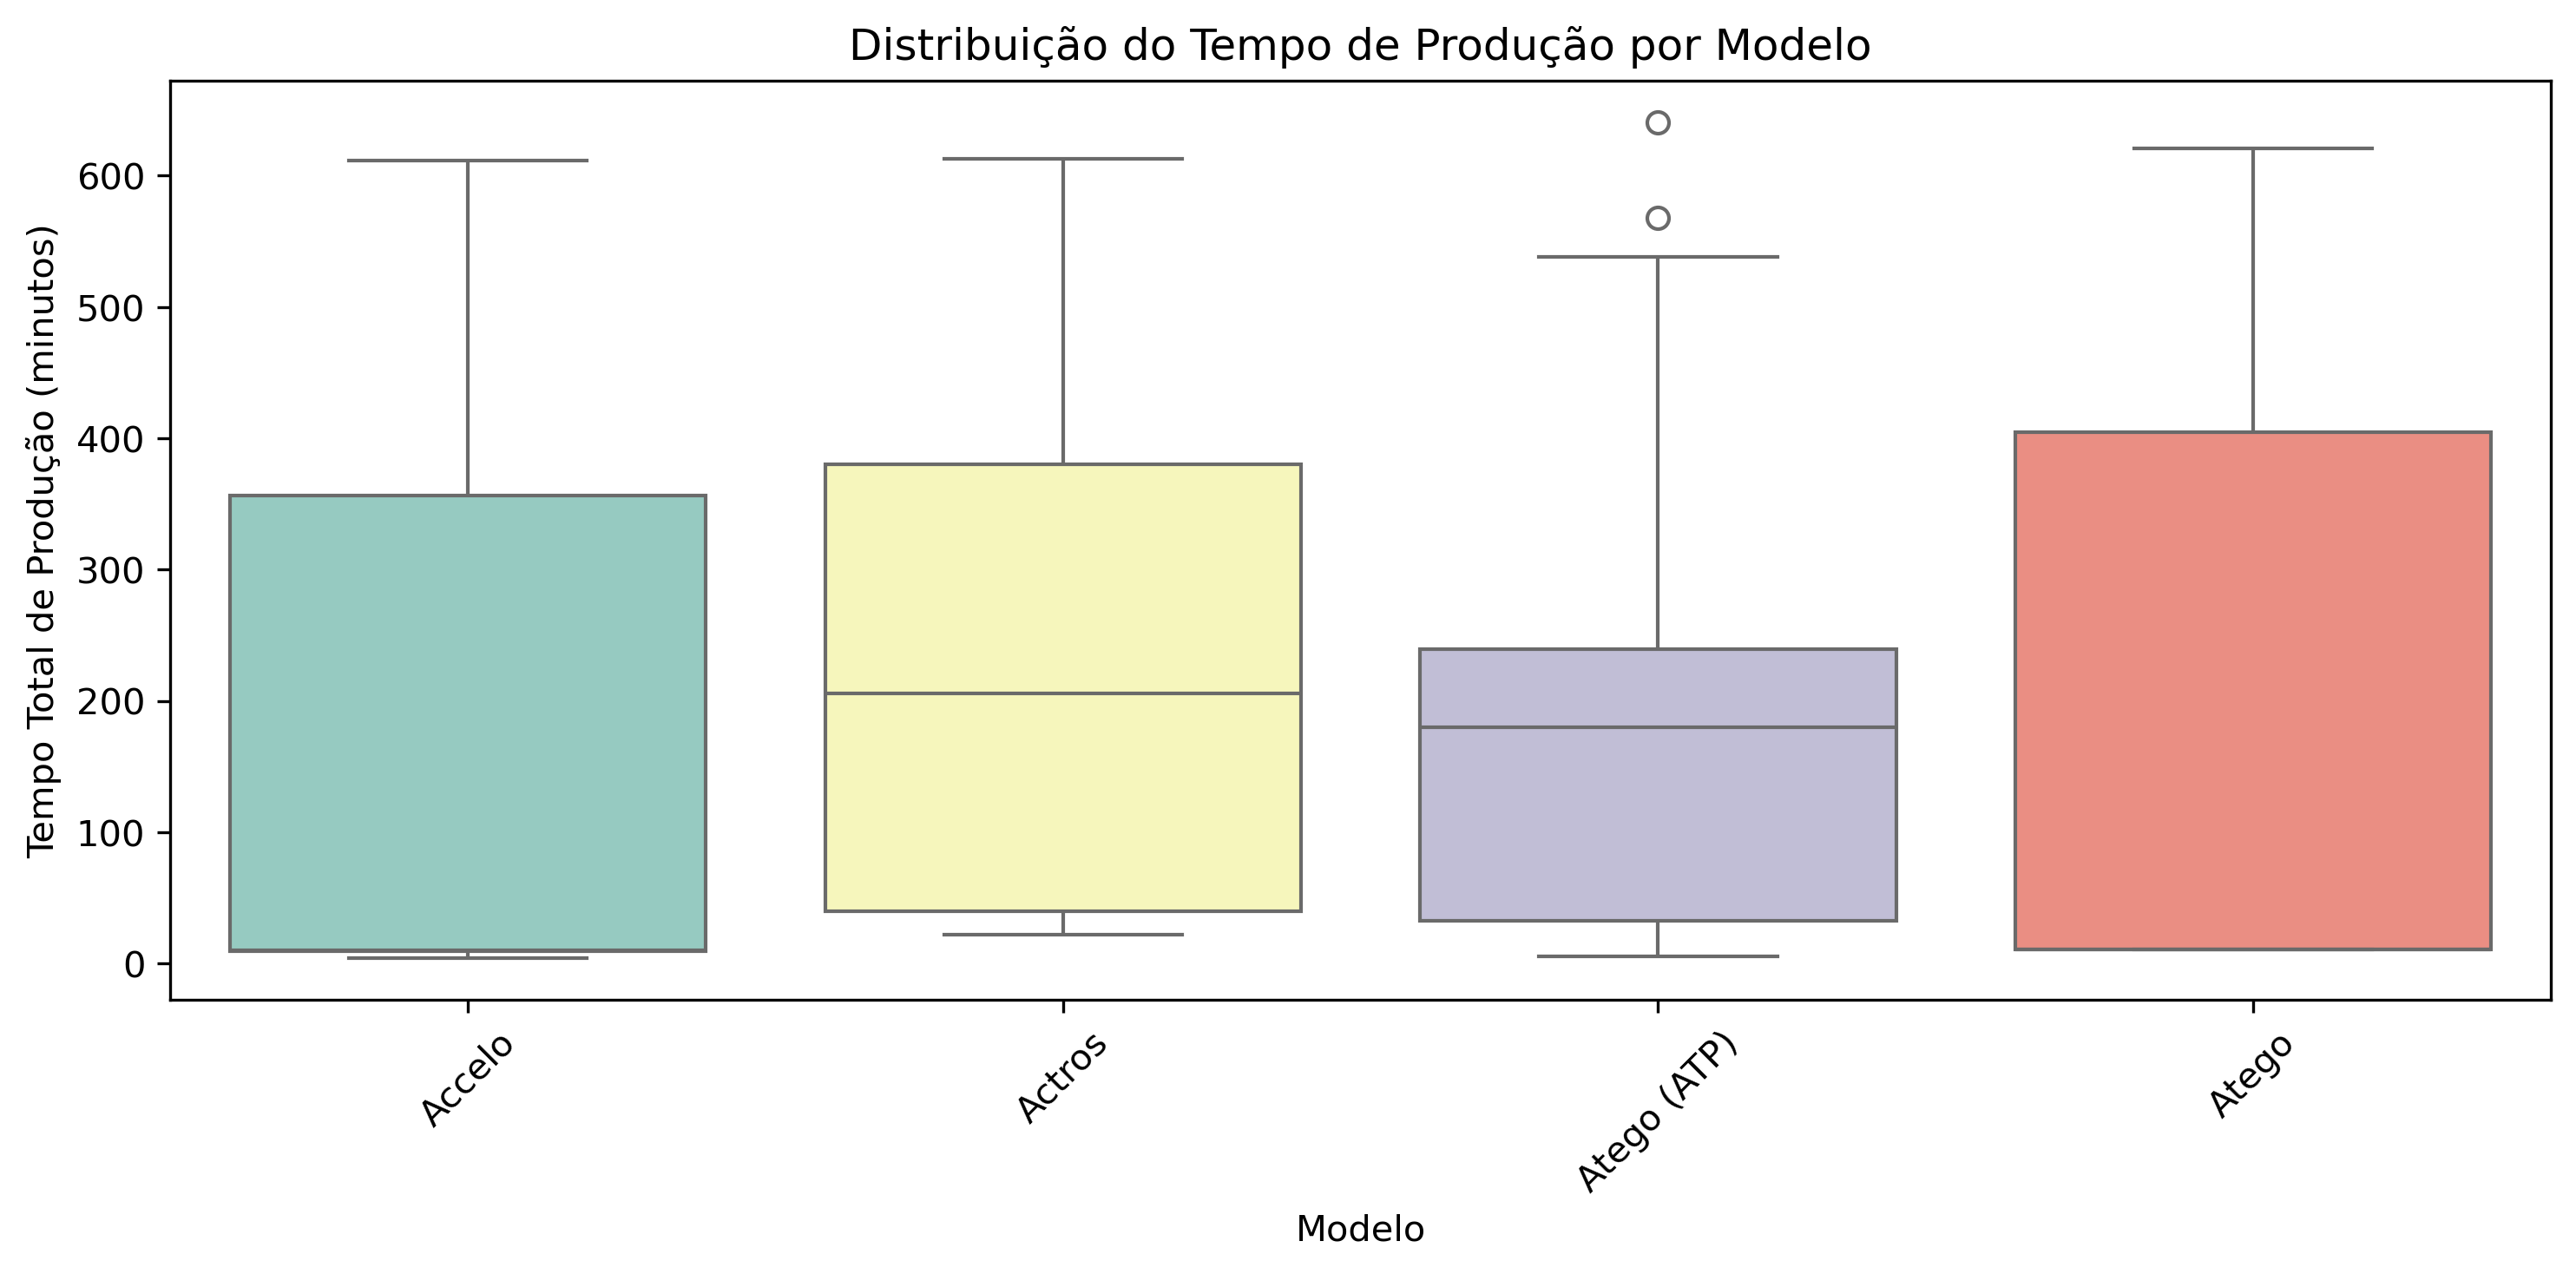 Distribuição do Tempo de Produção por Modelo
Tempo Total de Produção (minutos)
600
500
400
300
200
100
0
Accelo
Actros
Atego (ATP)
Atego
Modelo